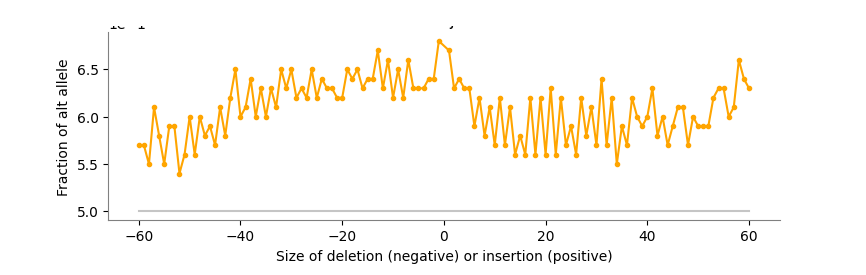 Fraction of alt allele
6.5
6.0
5.5
5.0
−60 −40 −20 0 20 40 60
Size of deletion (negative) or insertion (positive)